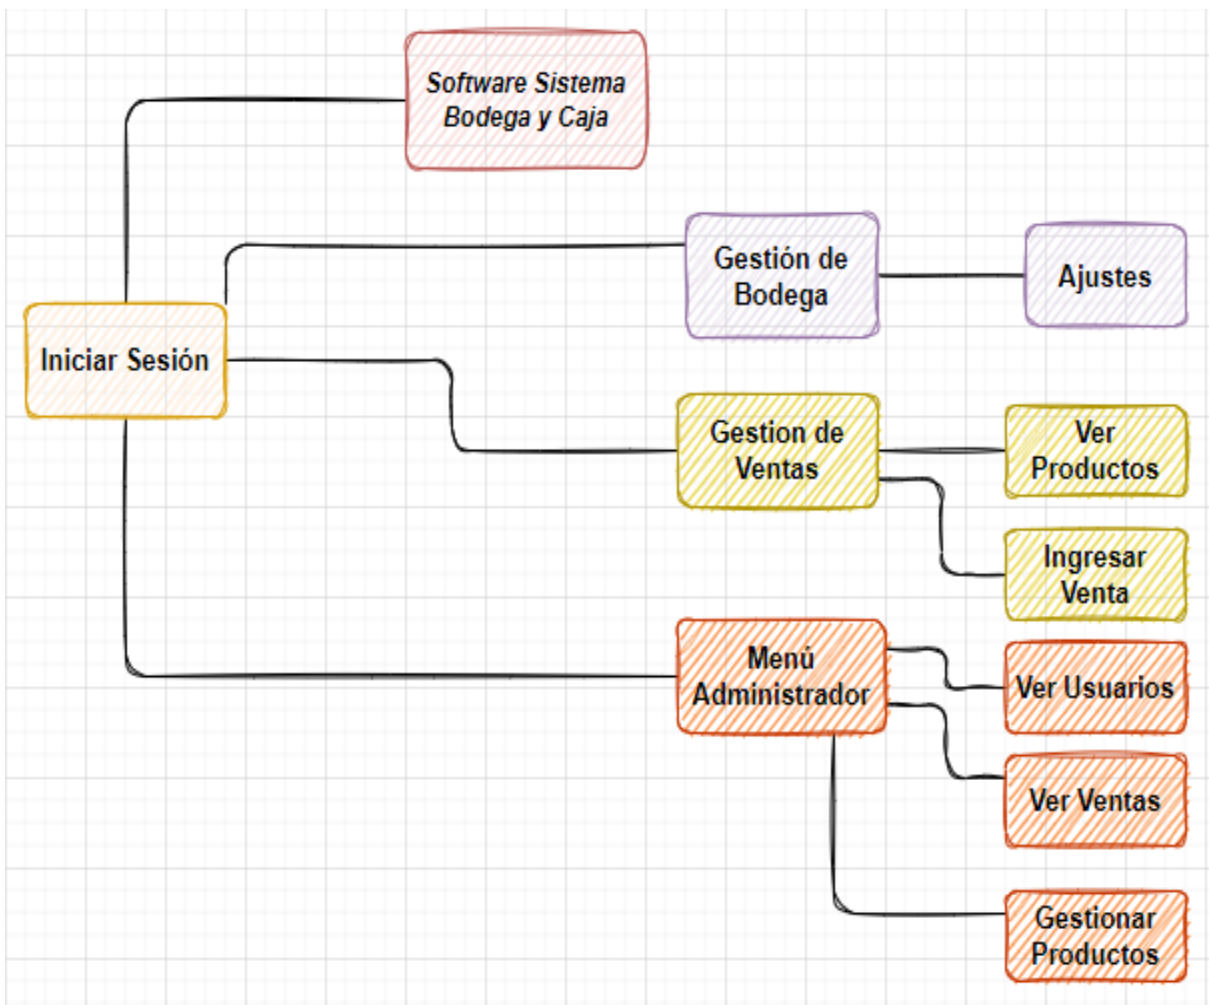 Software Sistema
Bodega y Caja
Gestión de
Bodega
Ajustes
Iniciar Sesión
Gestion de
Ventas
Ver
Productos
Ingresar
Venta
Menú
Administrador
Ver Usuarios
Ver Ventas
Gestionar
Productos